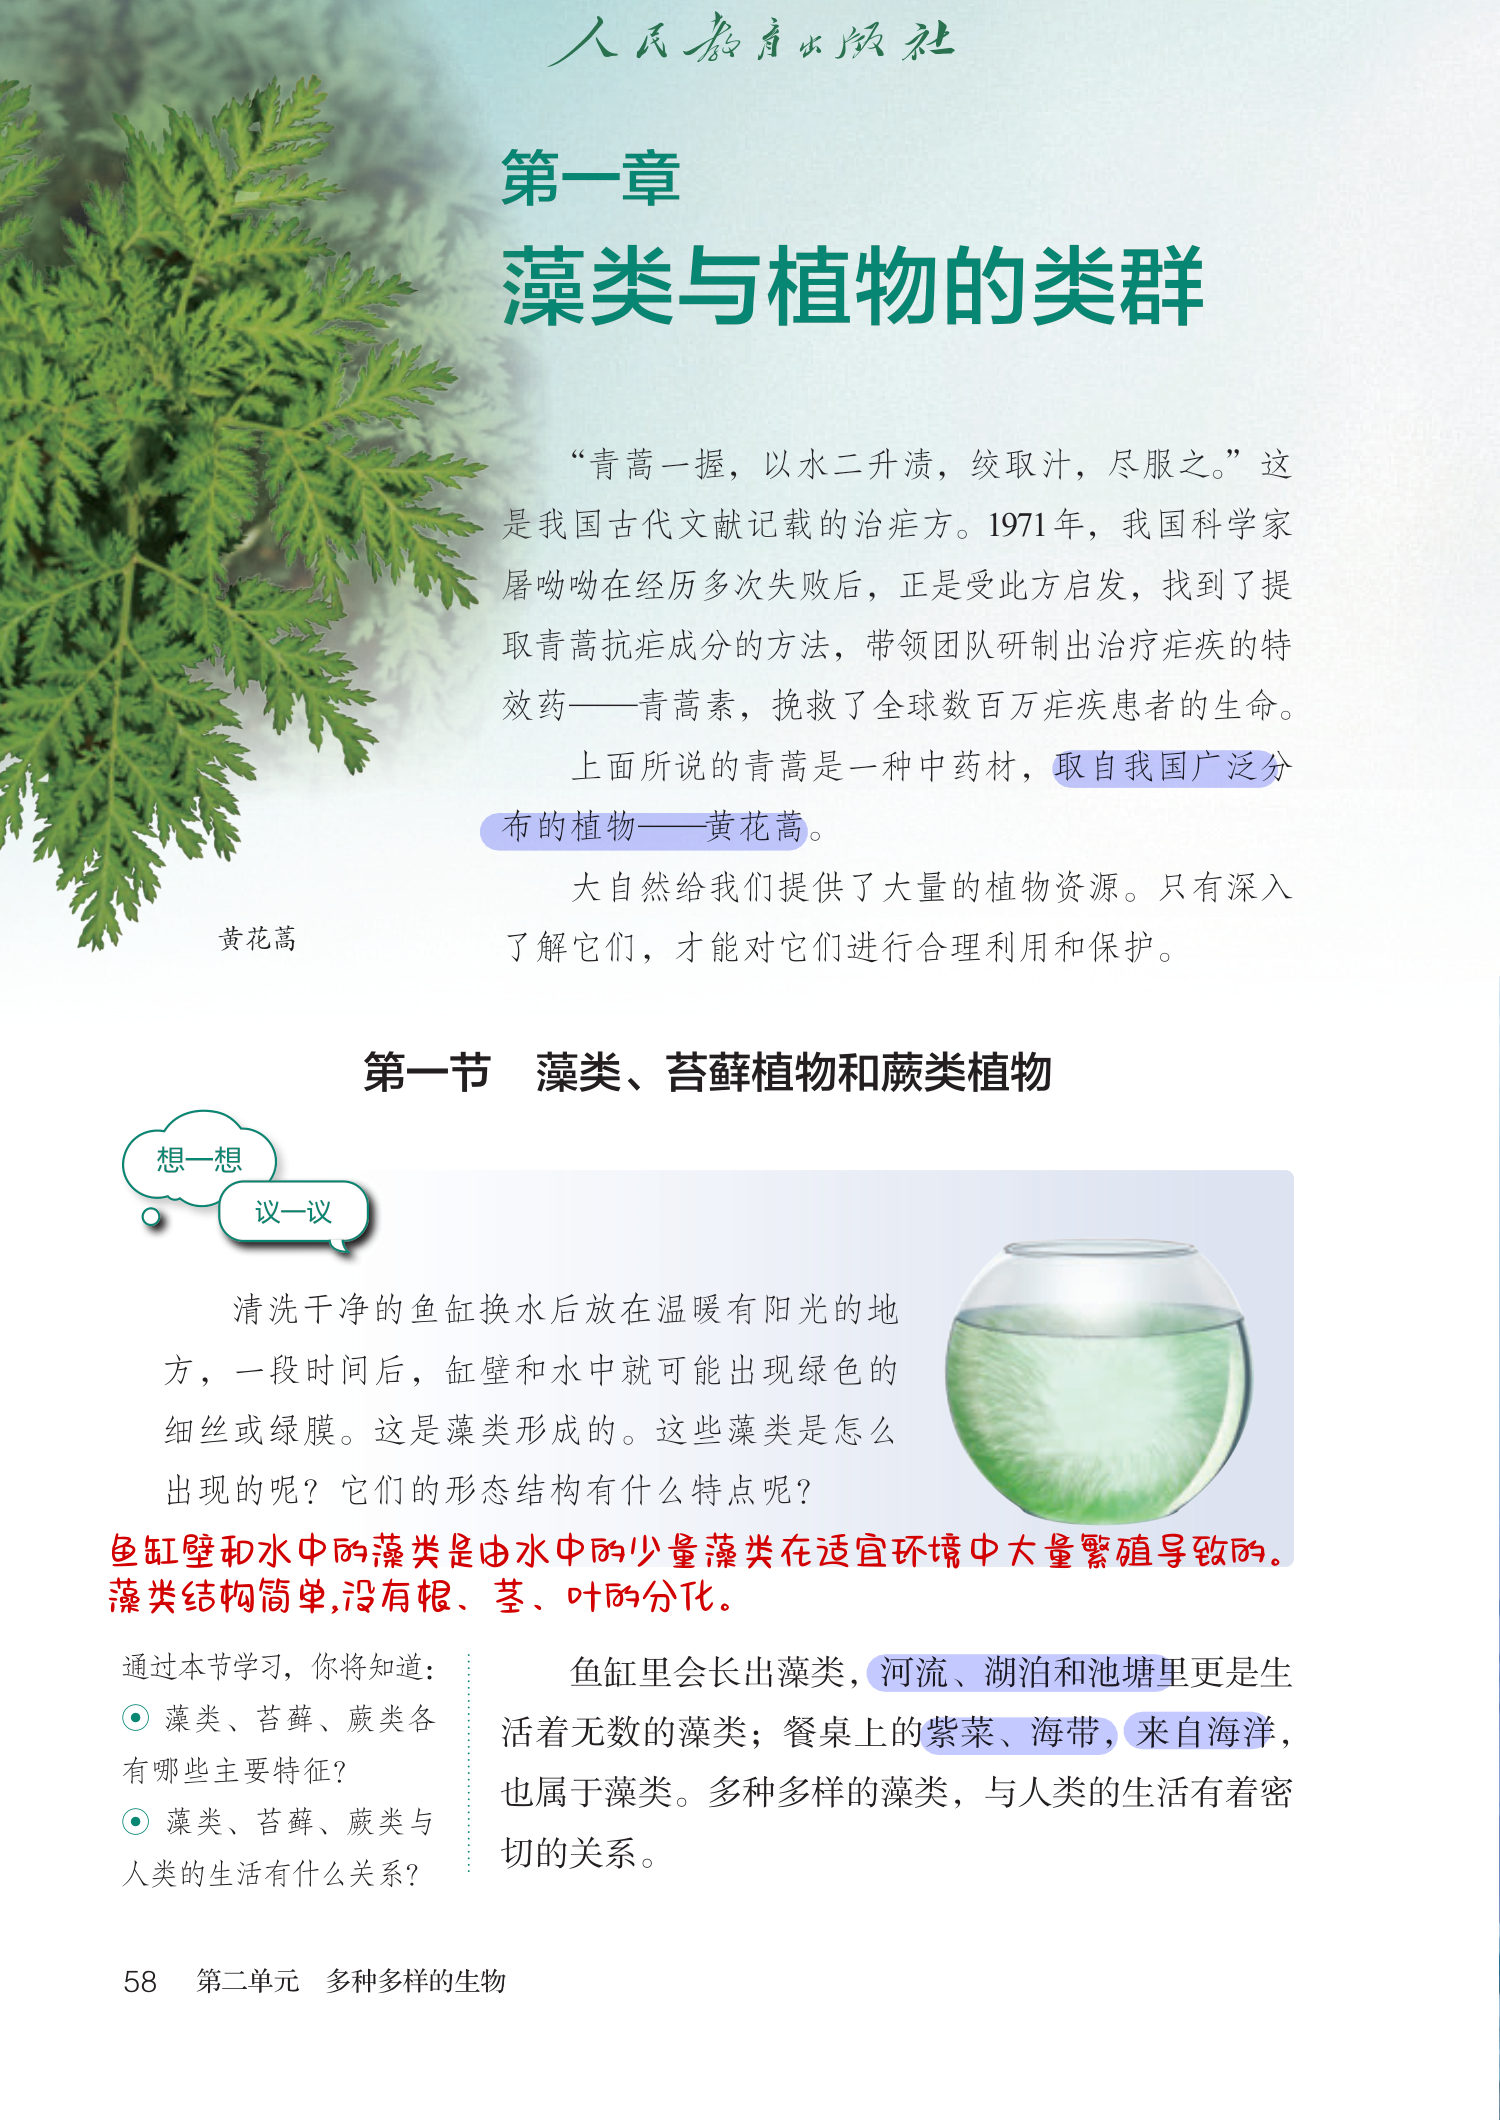 人民教育出版社
第一章
藻类与植物的类群
“青蒿一握，以水二升渍，绞取汁，尽服之。”这
是我国古代文献记载的治疟方。1971年，我国科学家
屠呦呦在经历多次失败后，正是受此方启发，找到了提
取青蒿抗疟成分的方法，带领团队研制出治疗疟疾的特
效药——青蒿素，挽救了全球数百万疟疾患者的生命。
上面所说的青蒿是一种中药材，取自我国广泛分
布的植物——黄花蒿。
大自然给我们提供了大量的植物资源。只有深入
了解它们，才能对它们进行合理利用和保护。
黄花蒿
第一节　藻类、苔藓植物和蕨类植物
想一想
议一议
清洗干净的鱼缸换水后放在温暖有阳光的地
方，一段时间后，缸壁和水中就可能出现绿色的
细丝或绿膜。这是藻类形成的。这些藻类是怎么
出现的呢？它们的形态结构有什么特点呢？
鱼缸壁和水中的藻类是由水中的少量藻类在适宜环境中大量繁殖导致的。
藻类结构简单,没有根、茎、叶的分化。
通过本节学习，你将知道：
藻类、苔藓、蕨类各
有哪些主要特征？
藻类、苔藓、蕨类与
人类的生活有什么关系？
鱼缸里会长出藻类，河流、湖泊和池塘里更是生
活着无数的藻类；餐桌上的紫菜、海带，来自海洋，
也属于藻类。多种多样的藻类，与人类的生活有着密
切的关系。
58　第二单元　多种多样的生物